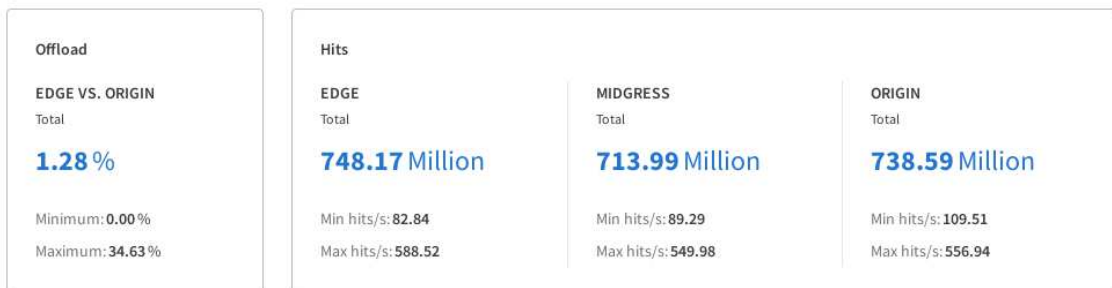 Offload
EDGE VS. ORIGIN
Total
1.28 %
Minimum: 0.00 %
Maximum: 34.63 %
Hits
EDGE
Total
748.17 Million
Min hits/s: 82.84
Max hits/s: 588.52
MIDGRESS
Total
713.99 Million
Min hits/s: 89.29
Max hits/s: 549.98
ORIGIN
Total
738.59 Million
Min hits/s: 109.51
Max hits/s: 556.94